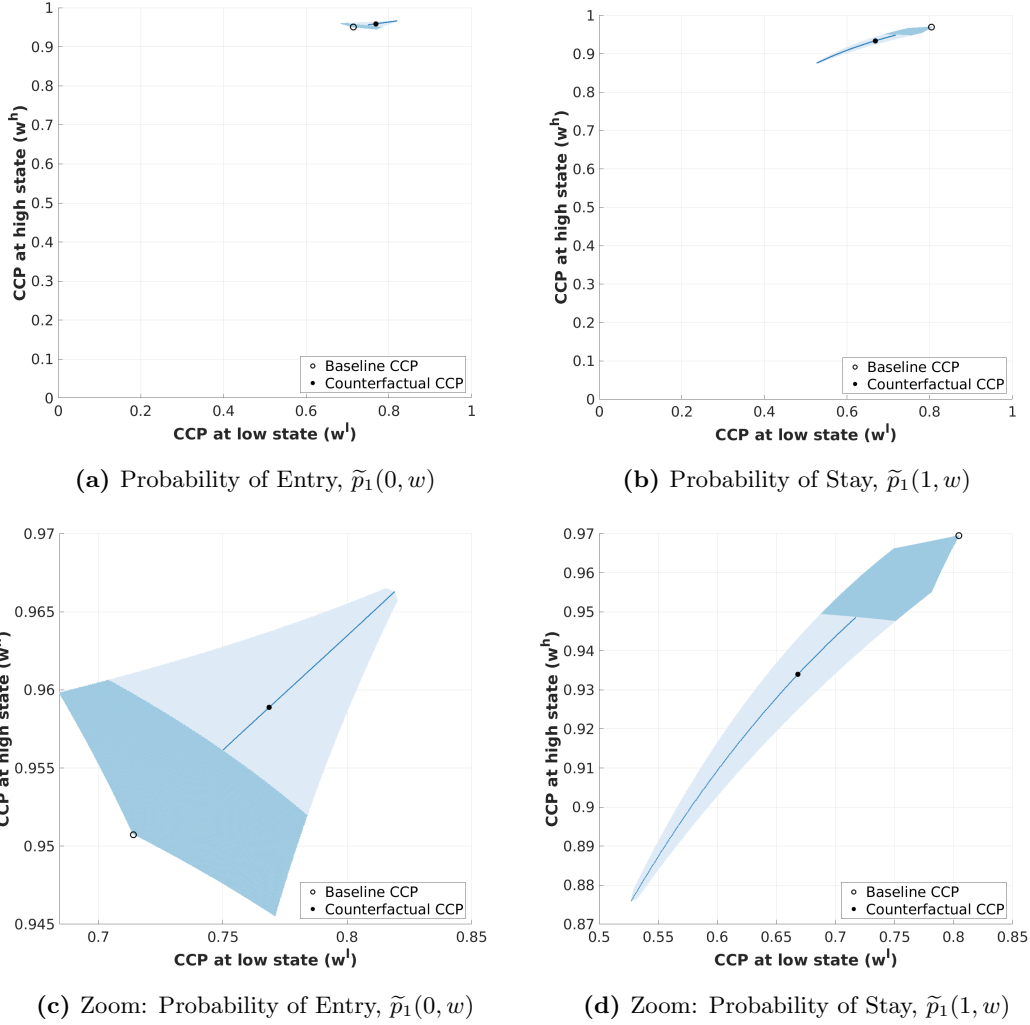 1
0.9
0.8
0.7
0.6
0.5
0.4
0.3
0.2
0.1
0
CCP at high state (w^h)
Baseline CCP
Counterfactual CCP
0 0.2 0.4 0.6 0.8 1
CCP at low state (w^l)
(a) Probability of Entry, p̃₁(0, w)
1
0.9
0.8
0.7
0.6
0.5
0.4
0.3
0.2
0.1
0
CCP at high state (w^h)
Baseline CCP
Counterfactual CCP
0 0.2 0.4 0.6 0.8 1
CCP at low state (w^l)
(b) Probability of Stay, p̃₁(1, w)
0.97
0.965
0.96
0.955
0.95
0.945
CCP at high state (w
Baseline CCP
Counterfactual CCP
0.7 0.75 0.8 0.85
CCP at low state (w^l)
(c) Zoom: Probability of Entry, p̃₁(0, w)
0.97
0.96
0.95
0.94
0.93
0.92
0.91
0.9
0.89
0.88
0.87
CCP at high state (w^h)
Baseline CCP
Counterfactual CCP
0.5 0.55 0.6 0.65 0.7 0.75 0.8 0.85
CCP at low state (w^l)
(d) Zoom: Probability of Stay, p̃₁(1, w)